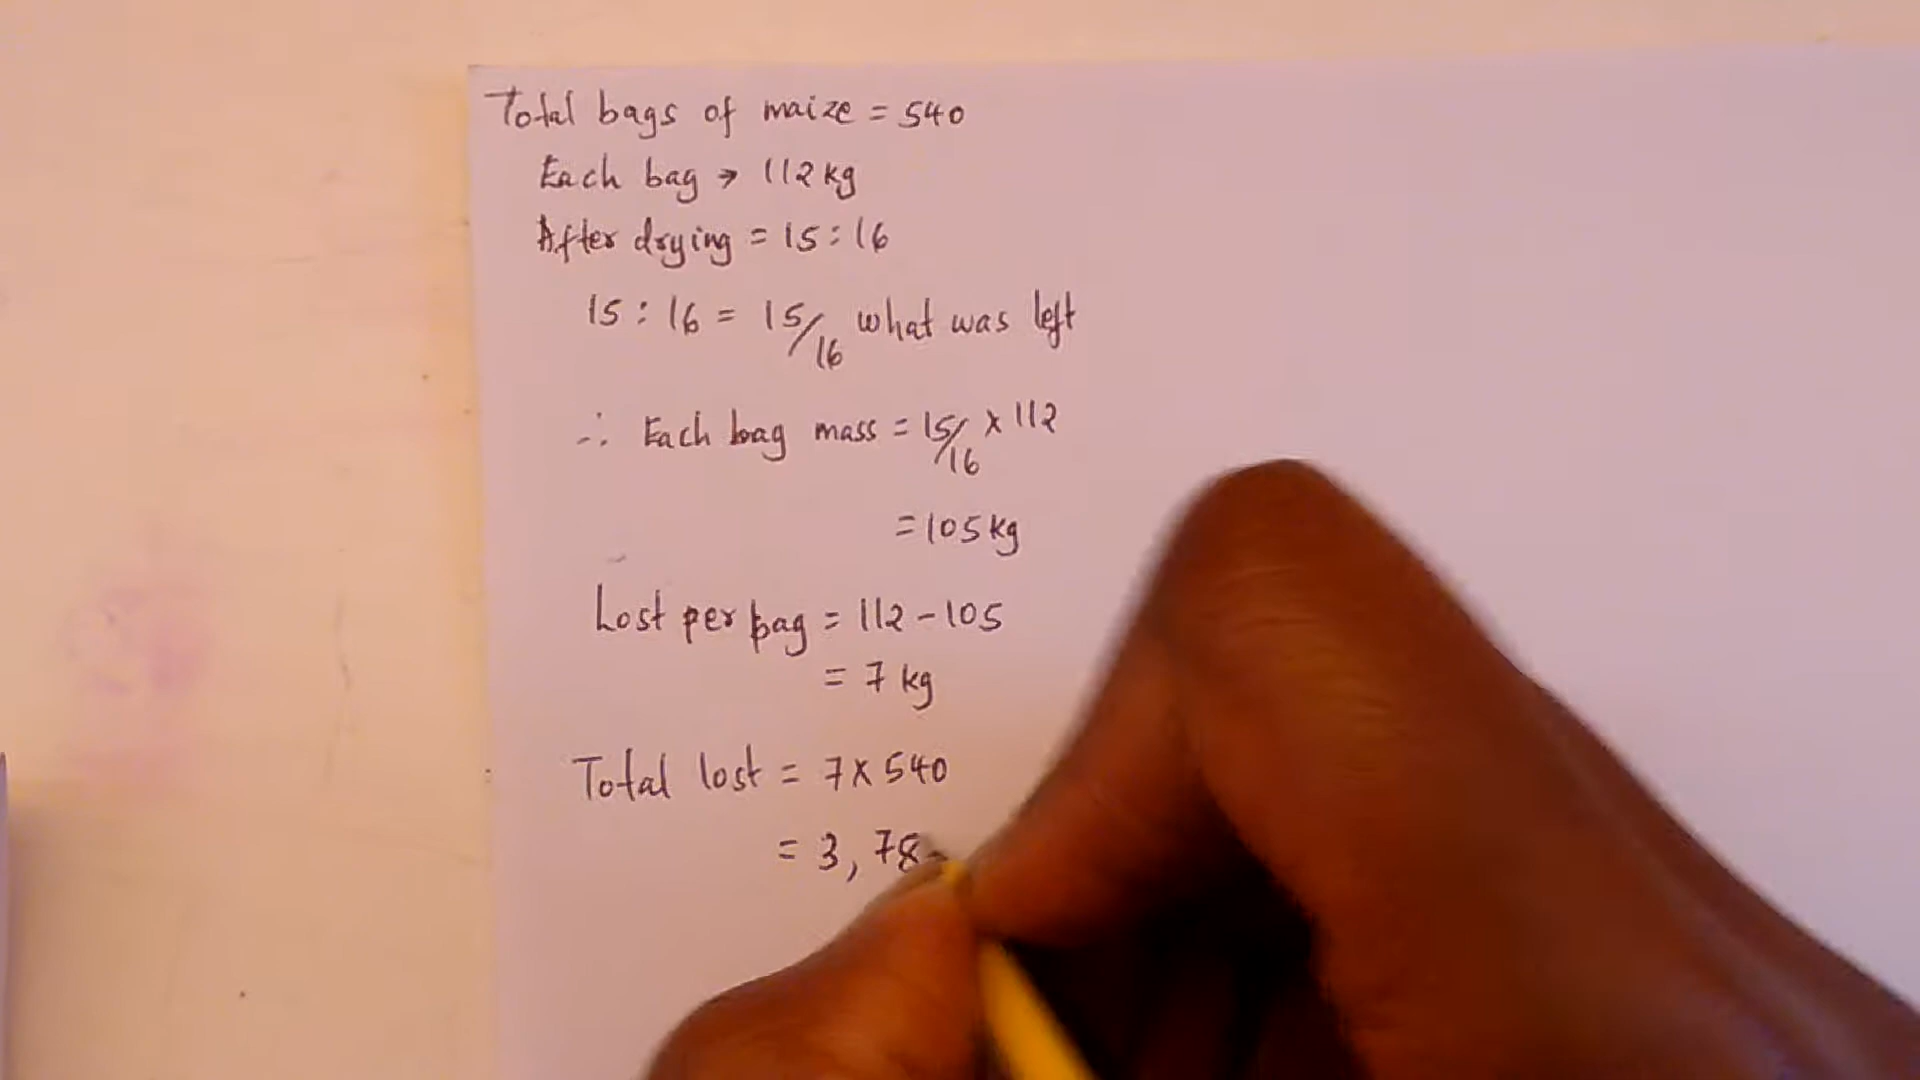 Total bags of maize = 540
Each bag → 112 kg
After drying = 15 : 16
15 : 16 = 15/16 what was left
∴ Each bag mass = 15/16 × 112
= 105 kg
Lost per bag = 112 - 105
= 7 kg
Total lost = 7 × 540
= 3, 78